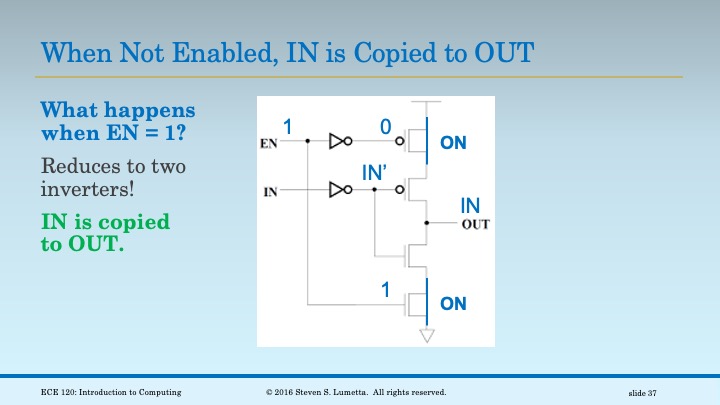 When Not Enabled, IN is Copied to OUT
What happens
when EN = 1?
Reduces to two
inverters!
IN is copied
to OUT.
1
0
EN
ON
IN’
IN
IN
OUT
1
ON
ECE 120: Introduction to Computing
© 2016 Steven S. Lumetta. All rights reserved.
slide 37